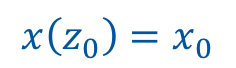 x(z₀) = x₀